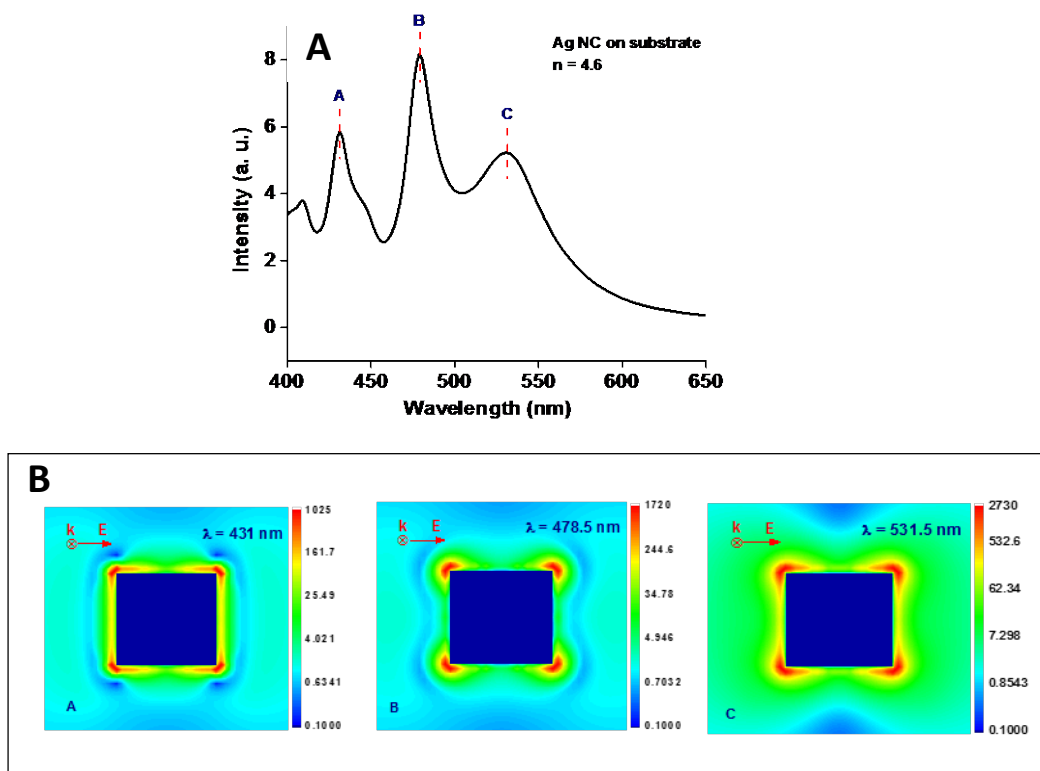 A
Ag NC on substrate
n = 4.6
A
B
C
8
6
4
2
0
Intensity (a. u.)
400 450 500 550 600 650
Wavelength (nm)
B
k E
λ = 431 nm
A
1025
161.7
25.49
4.021
0.6341
0.1000
k E
λ = 478.5 nm
B
1720
244.6
34.78
4.946
0.7032
0.1000
k E
λ = 531.5 nm
C
2730
532.6
62.34
7.298
0.8543
0.1000